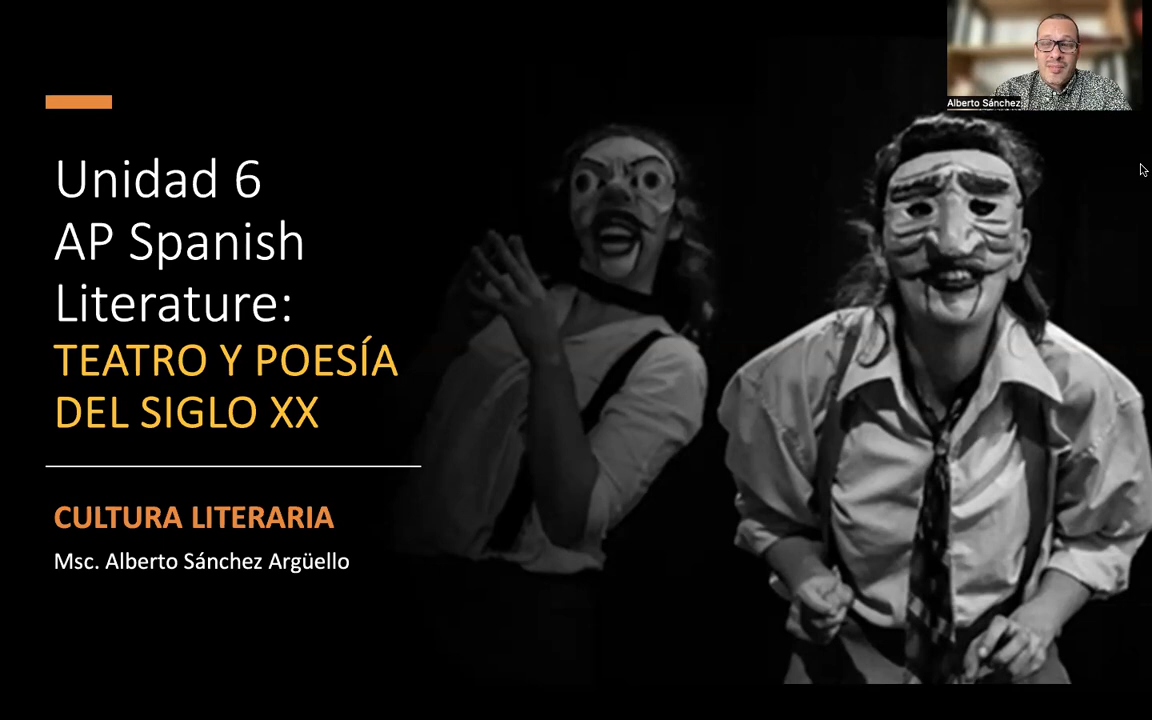 Alberto Sánchez
Unidad 6
AP Spanish
Literature:
TEATRO Y POESÍA
DEL SIGLO XX
CULTURA LITERARIA
Msc. Alberto Sánchez Argüello